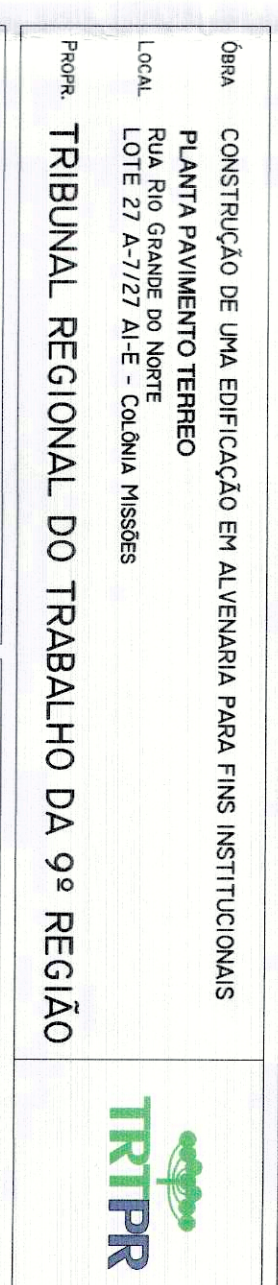 ÓBRA CONSTRUÇÃO DE UMA EDIFICAÇÃO EM ALVENARIA PARA FINS INSTITUCIONAIS
PLANTA PAVIMENTO TERREO
LOCAL RUA RIO GRANDE DO NORTE
LOTE 27 A-7/27 AI-E - COLÔNIA MISSÕES
PROPR. TRIBUNAL REGIONAL DO TRABALHO DA 9º REGIÃO
TRTPR